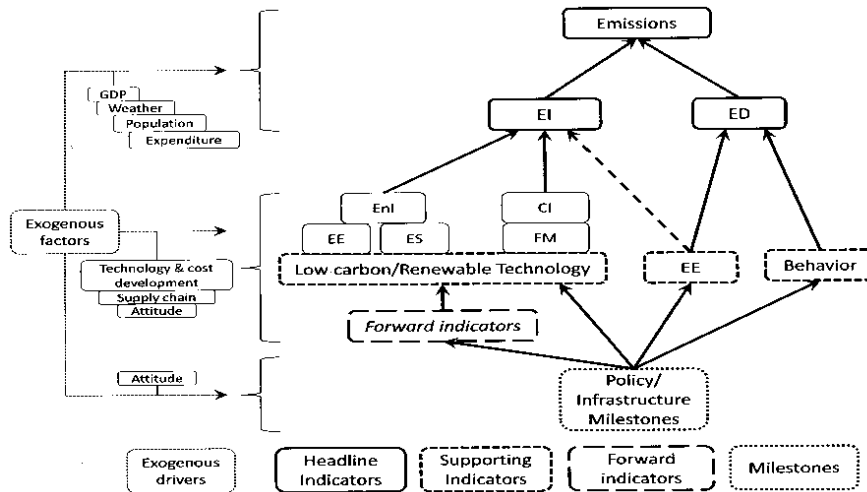 Emissions
GDP
Weather
Population
Expenditure
EI
ED
Exogenous
factors
EnI
CI
EE
ES
FM
Technology & cost
development
Supply chain
Attitude
Low carbon/Renewable Technology
EE
Behavior
Forward indicators
Attitude
Policy/
Infrastructure
Milestones
Exogenous
drivers
Headline
Indicators
Supporting
Indicators
Forward
indicators
Milestones